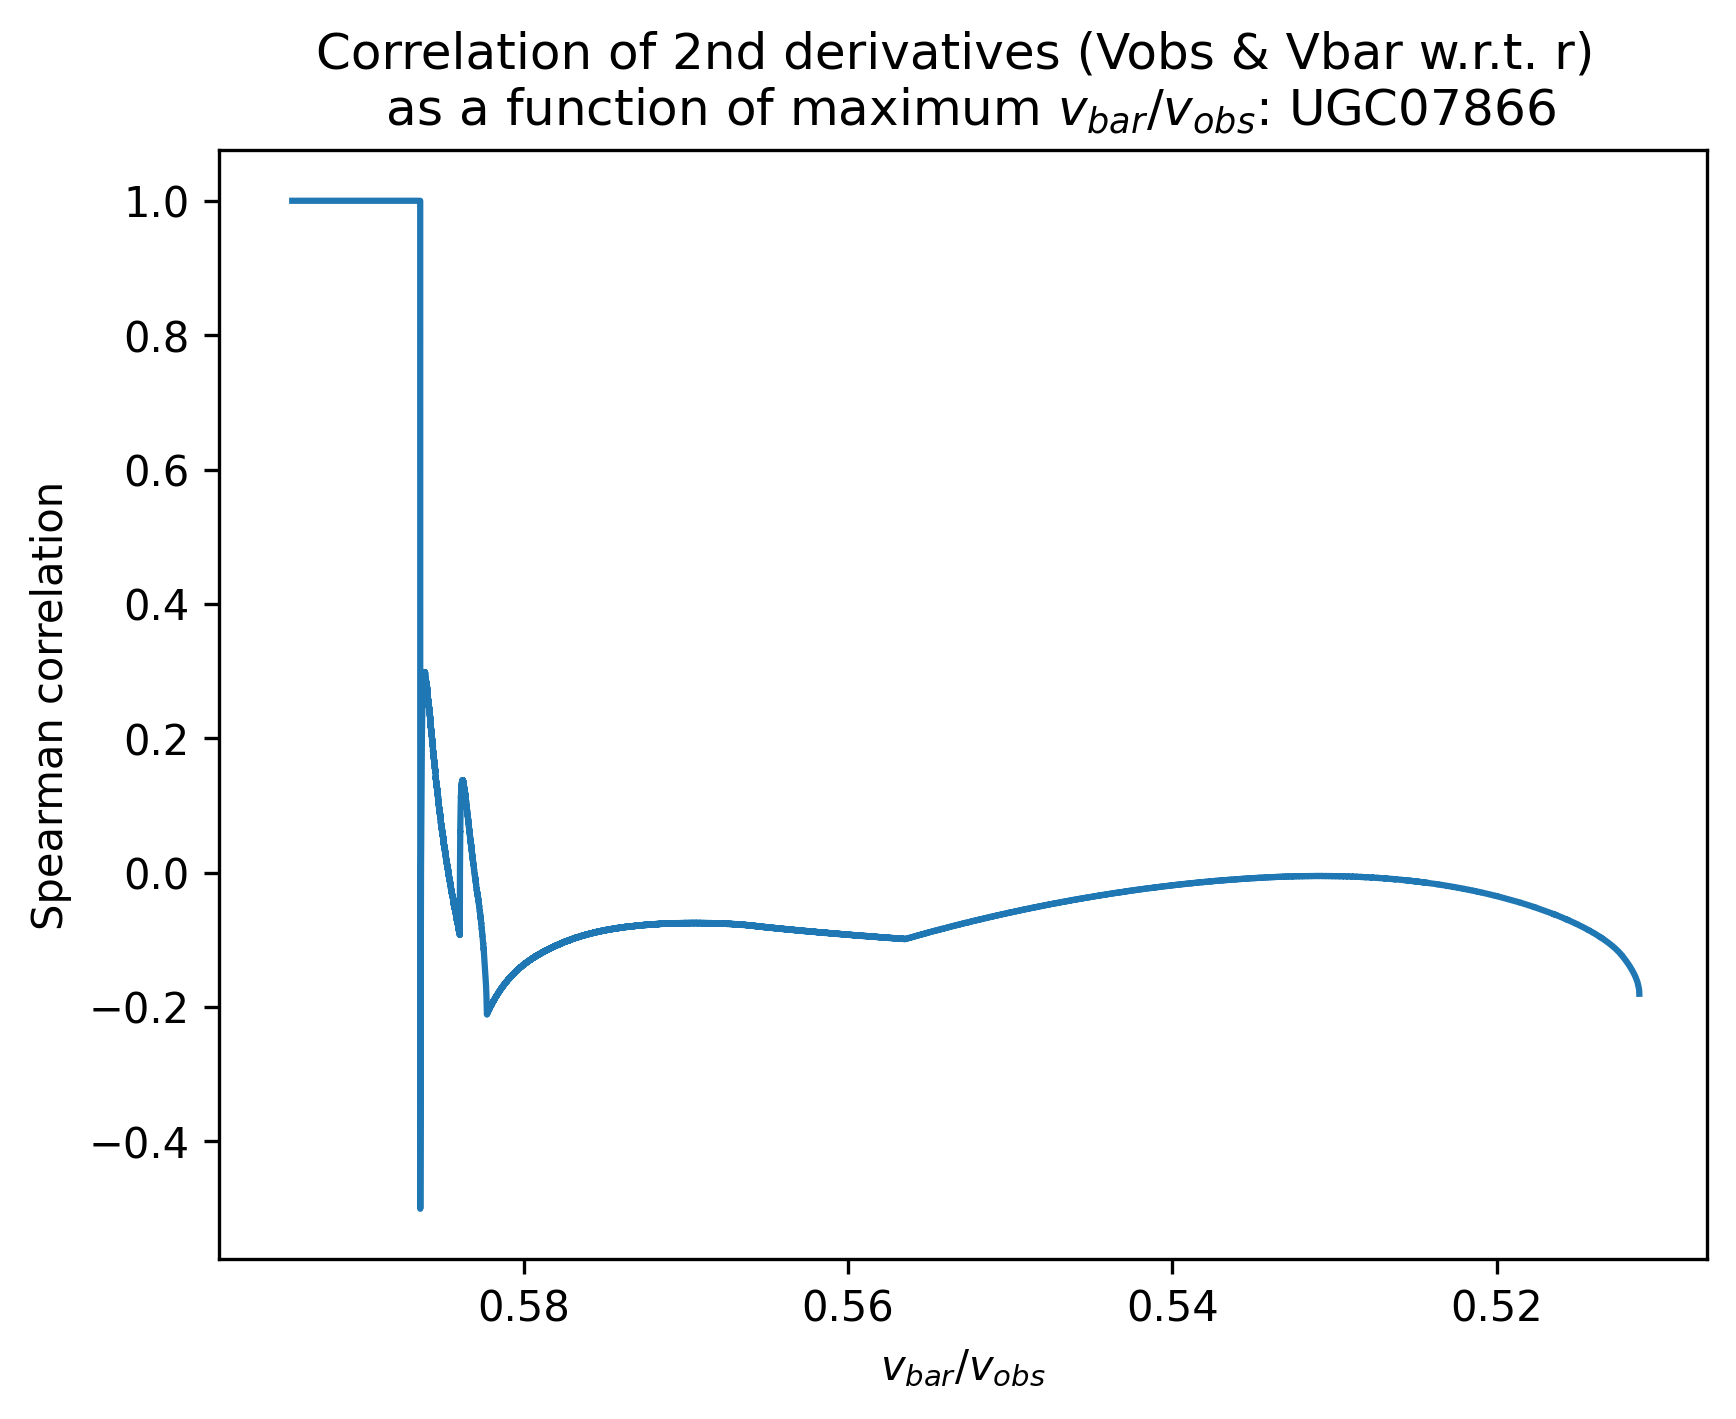 Correlation of 2nd derivatives (Vobs & Vbar w.r.t. r)
as a function of maximum v_bar/v_obs: UGC07866
1.0
0.8
0.6
0.4
0.2
0.0
−0.2
−0.4
Spearman correlation
0.58 0.56 0.54 0.52
v_bar/v_obs